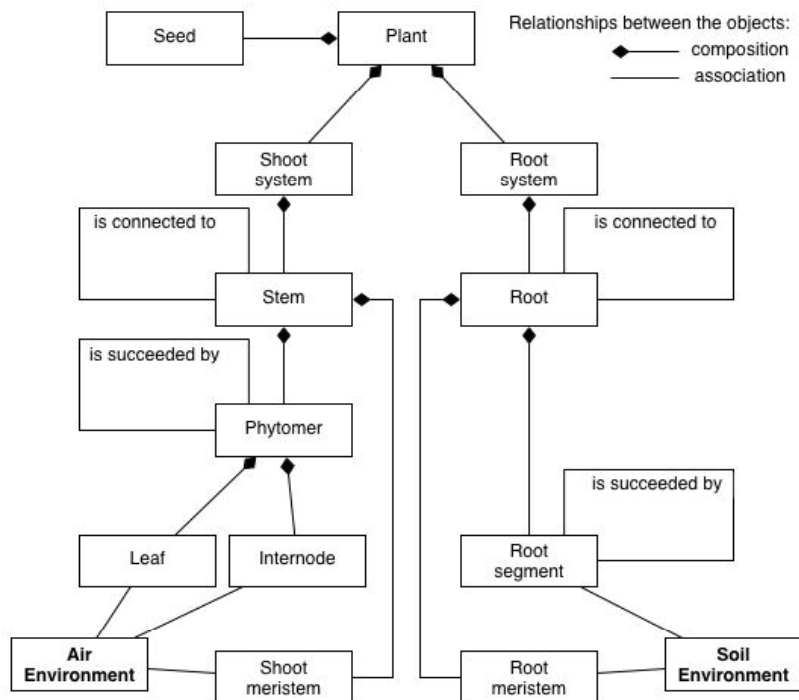 Relationships between the objects:
composition
association
Seed
Plant
Shoot
system
Root
system
is connected to
is connected to
Stem
Root
is succeeded by
Phytomer
is succeeded by
Leaf
Internode
Root
segment
Air
Environment
Shoot
meristem
Root
meristem
Soil
Environment